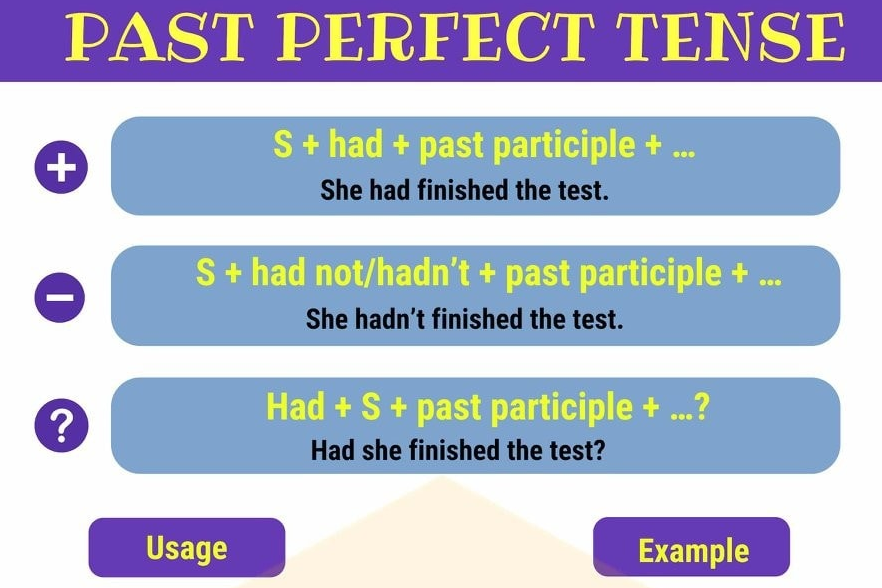 PAST PERFECT TENSE
+
S + had + past participle + ...
She had finished the test.
−
S + had not/hadn’t + past participle + ...
She hadn’t finished the test.
?
Had + S + past participle + ...?
Had she finished the test?
Usage
Example